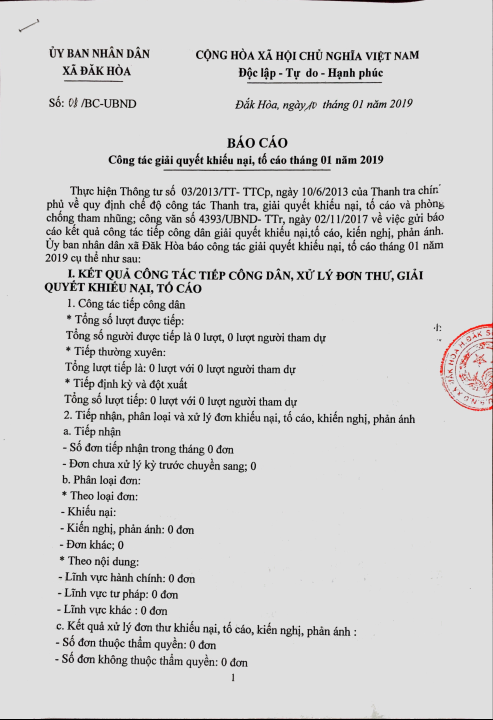 ỦY BAN NHÂN DÂN
XÃ ĐĂK HÒA
Số: 08 /BC-UBND
CỘNG HÒA XÃ HỘI CHỦ NGHĨA VIỆT NAM
Độc lập - Tự do - Hạnh phúc
Đắk Hòa, ngày 10 tháng 01 năm 2019
BÁO CÁO
Công tác giải quyết khiếu nại, tố cáo tháng 01 năm 2019
Thực hiện Thông tư số 03/2013/TT- TTCp, ngày 10/6/2013 của Thanh tra chính
phủ về quy định chế độ công tác Thanh tra, giải quyết khiếu nại, tố cáo và phòng
chống tham nhũng; công văn số 4393/UBND- TTr, ngày 02/11/2017 về việc gửi báo
cáo kết quả công tác tiếp công dân giải quyết khiếu nại,tố cáo, kiến nghị, phản ánh.
Ủy ban nhân dân xã Đăk Hòa báo công tác giải quyết khiếu nại, tố cáo tháng 01 năm
2019 cụ thể như sau:
I. KẾT QUẢ CÔNG TÁC TIẾP CÔNG DÂN, XỬ LÝ ĐƠN THƯ, GIẢI
QUYẾT KHIẾU NẠI, TỐ CÁO
1. Công tác tiếp công dân
* Tổng số lượt được tiếp:
Tổng số người được tiếp là 0 lượt, 0 lượt người tham dự
* Tiếp thường xuyên:
Tổng lượt tiếp là: 0 lượt với 0 lượt người tham dự
* Tiếp định kỳ và đột xuất
Tổng số lượt tiếp: 0 lượt với 0 lượt người tham dự
2. Tiếp nhận, phân loại và xử lý đơn khiếu nại, tố cáo, khiến nghị, phản ánh
a. Tiếp nhận
- Số đơn tiếp nhận trong tháng 0 đơn
- Đơn chưa xử lý kỳ trước chuyển sang; 0
b. Phân loại đơn:
* Theo loại đơn:
- Khiếu nại:
- Kiến nghị, phản ánh: 0 đơn
- Đơn khác; 0
* Theo nội dung:
- Lĩnh vực hành chính: 0 đơn
- Lĩnh vực tư pháp: 0 đơn
- Lĩnh vực khác : 0 đơn
c. Kết quả xử lý đơn thư khiếu nại, tố cáo, kiến nghị, phản ánh :
- Số đơn thuộc thẩm quyền: 0 đơn
- Số đơn không thuộc thẩm quyền: 0 đơn
1